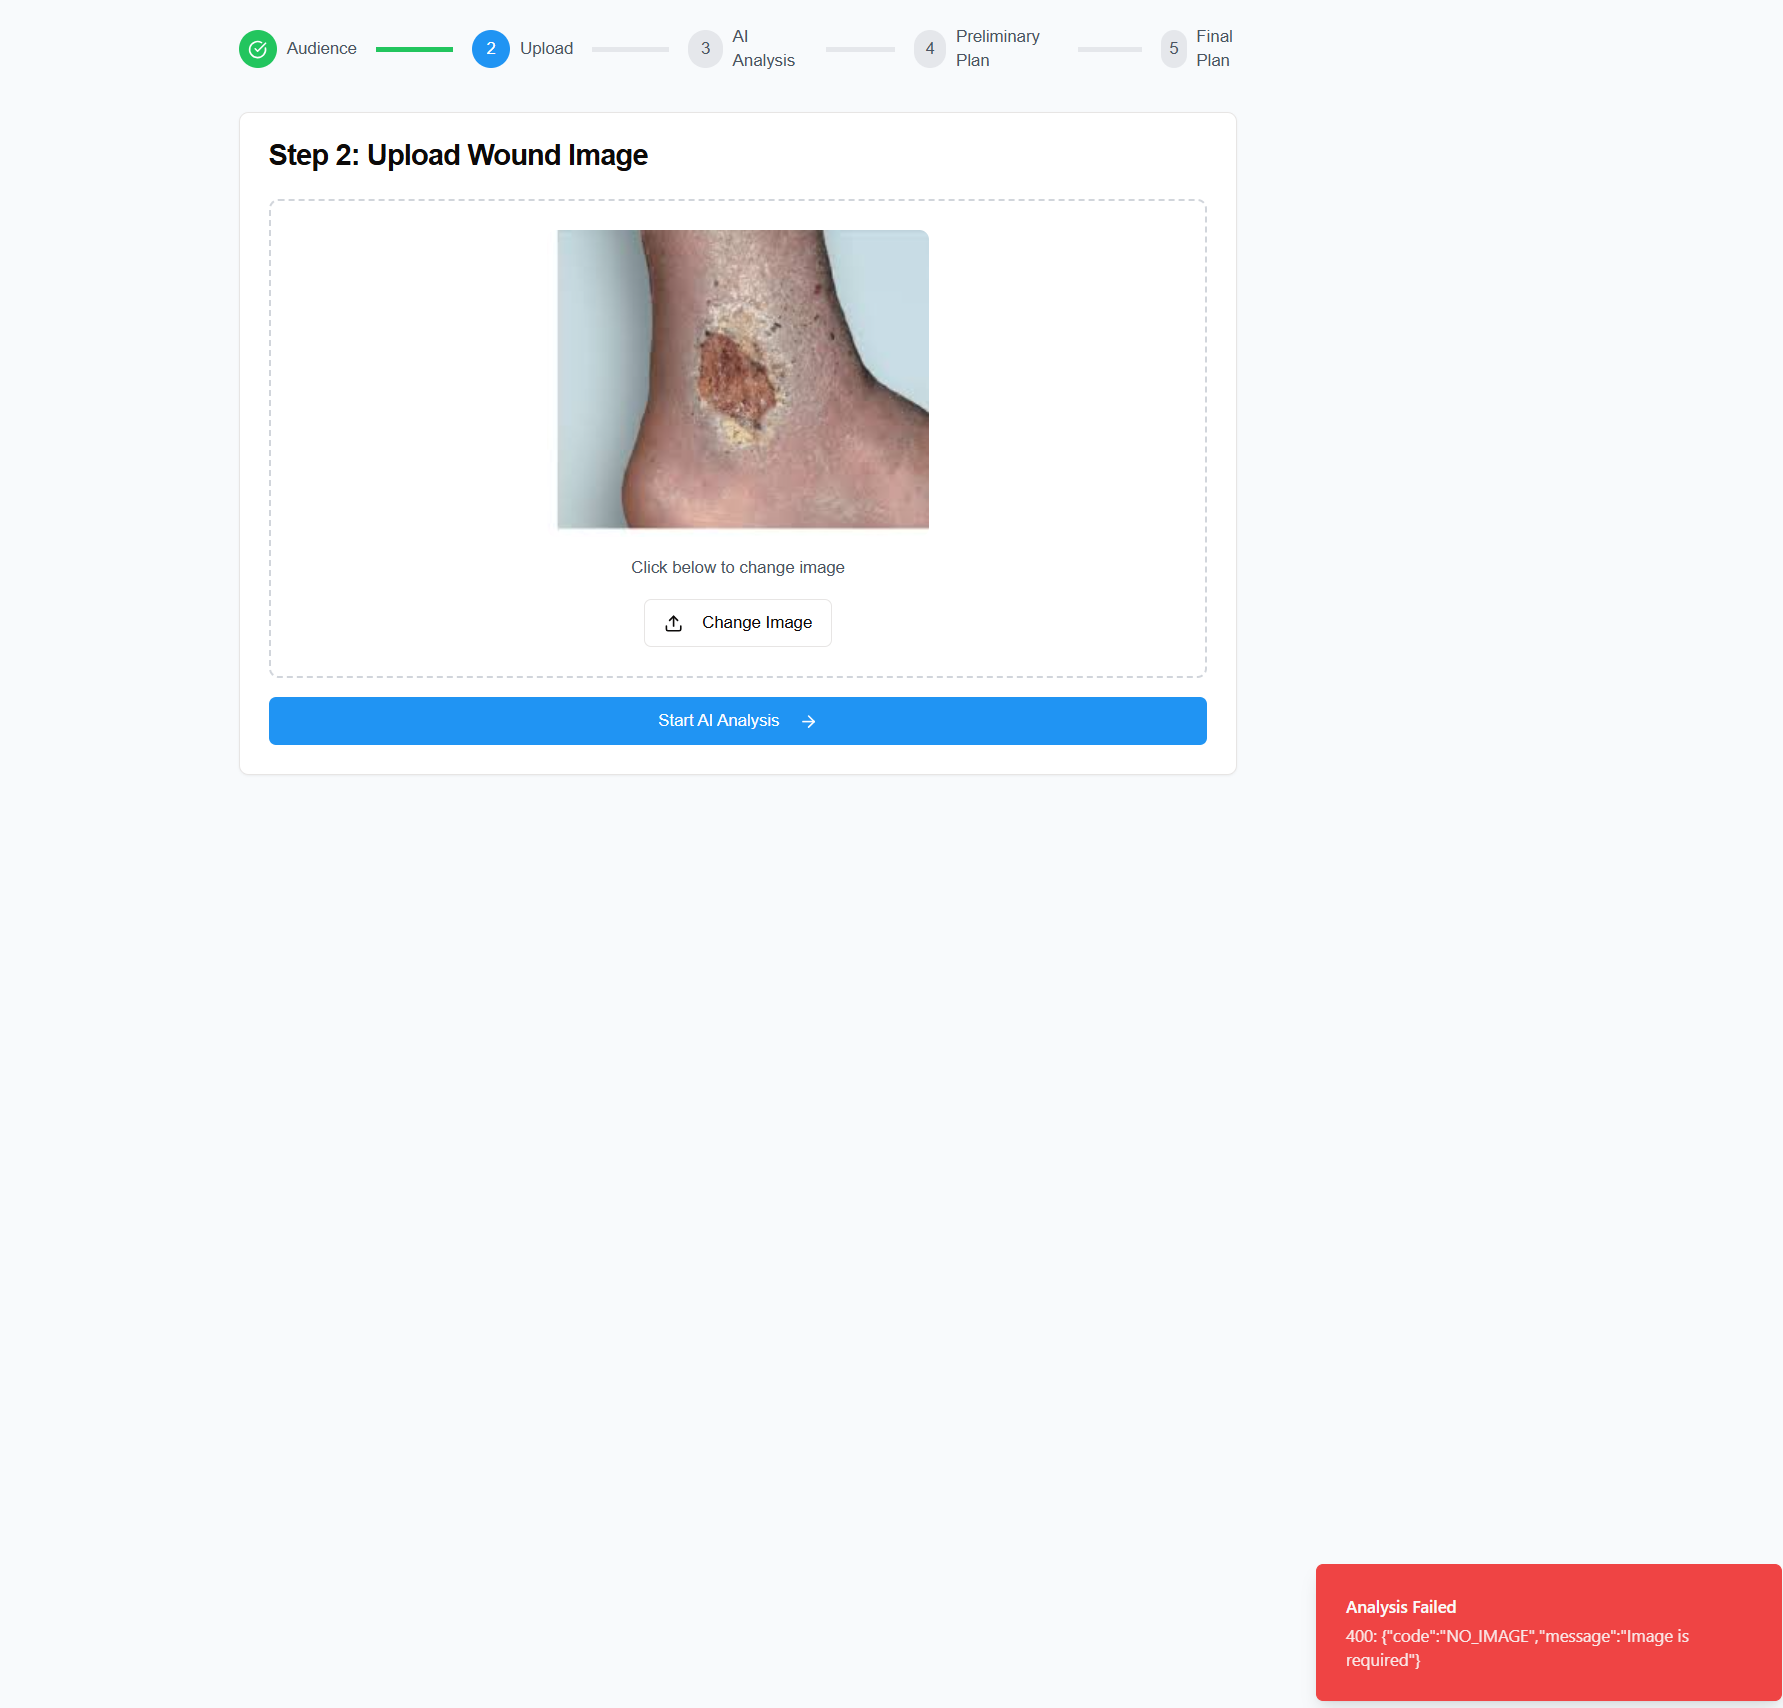 Audience
2
Upload
3
AI
Analysis
4
Preliminary
Plan
5
Final
Plan
Step 2: Upload Wound Image
Click below to change image
Change Image
Start AI Analysis
Analysis Failed
400: {"code":"NO_IMAGE","message":"Image is
required"}